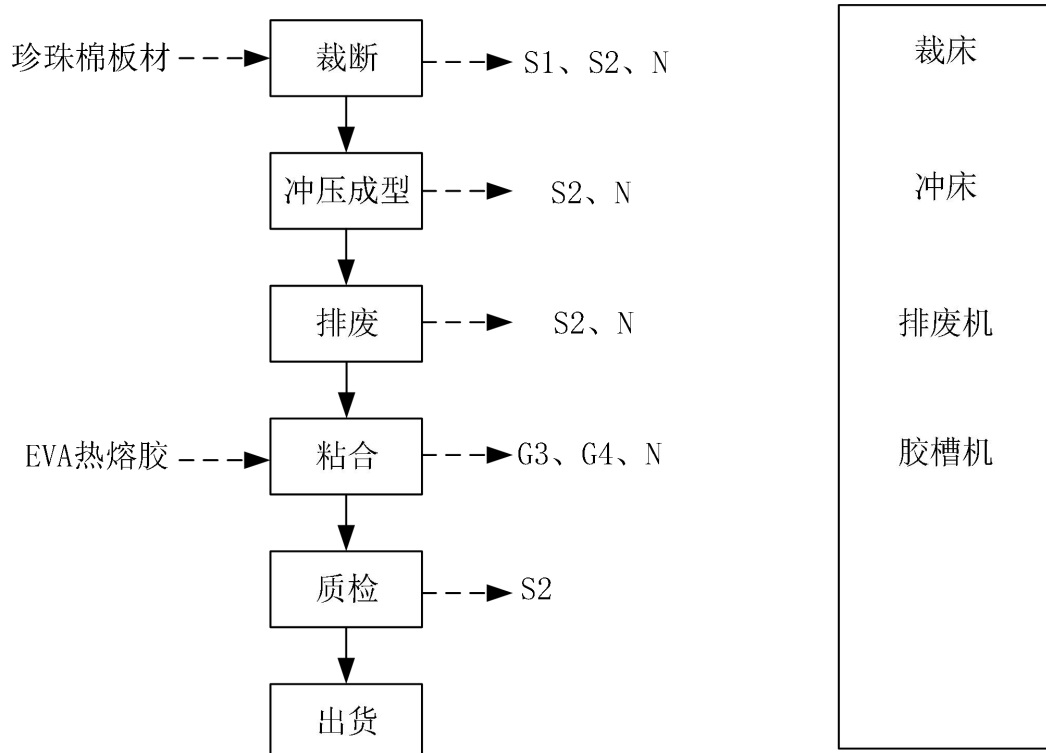 珍珠棉板材 裁断 S1、S2、N 裁床
冲压成型 S2、N 冲床
排废 S2、N 排废机
EVA热熔胶 粘合 G3、G4、N 胶槽机
质检 S2
出货